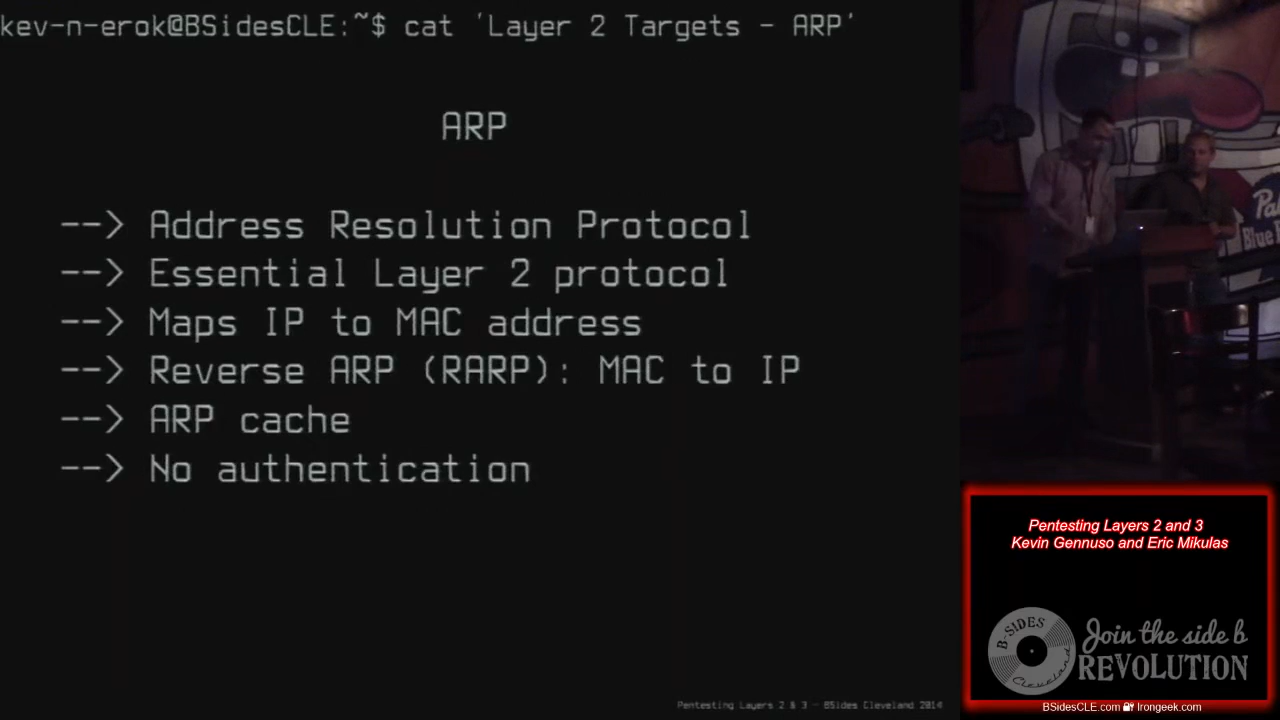 kev-n-erok@BSidesCLE:~$ cat 'Layer 2 Targets - ARP'
ARP
--> Address Resolution Protocol
--> Essential Layer 2 protocol
--> Maps IP to MAC address
--> Reverse ARP (RARP): MAC to IP
--> ARP cache
--> No authentication
Pentesting Layers 2 & 3 - BSides Cleveland 2014
Blue
Pentesting Layers 2 and 3
Kevin Gennuso and Eric Mikulas
B-SIDES
Cleveland
Join the side b
REVOLUTION
BSidesCLE.com Irongeek.com